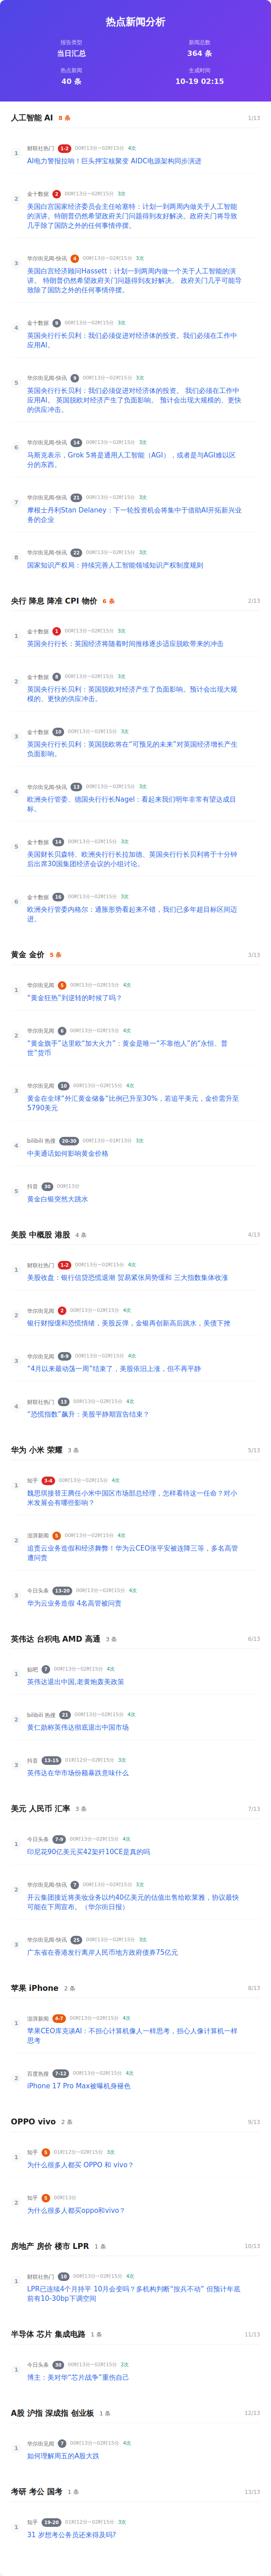 热点新闻分析
报告类型
新闻总数
当日汇总
364 条
热点新闻
生成时间
40 条
10-19 02:15
人工智能 AI 8 条 1/13
1
财联社热门 1-2 00时13分~02时15分 4次
AI电力警报拉响！巨头押宝核聚变 AIDC电源架构同步演进
2
金十数据 2 00时13分~02时15分 3次
美国白宫国家经济委员会主任哈塞特：计划一到两周内做关于人工智能
的演讲。特朗普仍然希望政府关门问题得到友好解决。政府关门将导致
几乎除了国防之外的任何事情停摆。
3
华尔街见闻-快讯 4 00时13分~02时15分 3次
美国白宫经济顾问Hassett：计划一到两周内做一个关于人工智能的演
讲。 特朗普仍然希望政府关门问题得到友好解决。 政府关门几乎可能导
致除了国防之外的任何事情停摆。
4
金十数据 8 00时13分~02时15分 3次
英国央行行长贝利：我们必须促进对经济体的投资。我们必须在工作中
应用AI。
5
华尔街见闻-快讯 9 00时13分~02时15分 3次
英国央行行长贝利：我们必须促进对经济体的投资。 我们必须在工作中
应用AI。 英国脱欧对经济产生了负面影响。 预计会出现大规模的、更快
的供应冲击。
6
华尔街见闻-快讯 14 00时13分~02时15分 3次
马斯克表示，Grok 5将是通用人工智能（AGI），或者是与AGI难以区
分的东西。
7
华尔街见闻-快讯 21 00时13分~02时15分 3次
摩根士丹利Stan Delaney：下一轮投资机会将集中于借助AI开拓新兴业
务的企业
8
华尔街见闻-快讯 22 00时13分~02时15分 3次
国家知识产权局：持续完善人工智能领域知识产权制度规则
央行 降息 降准 CPI 物价 6 条 2/13
1
金十数据 1 00时13分~02时15分 3次
英国央行行长：英国经济将随着时间推移逐步适应脱欧带来的冲击
2
金十数据 8 00时13分~02时15分 3次
英国央行行长贝利：英国脱欧对经济产生了负面影响。预计会出现大规
模的、更快的供应冲击。
3
金十数据 10 00时13分~02时15分 3次
英国央行行长贝利：英国脱欧将在“可预见的未来”对英国经济增长产生
负面影响。
4
华尔街见闻-快讯 13 00时13分~02时15分 3次
欧洲央行管委、德国央行行长Nagel：看起来我们明年非常有望达成目
标。
5
金十数据 14 00时13分~02时15分 3次
美国财长贝森特、欧洲央行行长拉加德、英国央行行长贝利将于十分钟
后出席30国集团经济会议的小组讨论。
6
金十数据 16 00时13分~02时15分 3次
欧洲央行管委内格尔：通胀形势看起来不错，我们已多年超目标区间迈
进。
黄金 金价 5 条 3/13
1
华尔街见闻 5 00时13分~02时15分 4次
“黄金狂热”到逆转的时候了吗？
2
华尔街见闻 6 00时13分~02时15分 4次
“黄金旗手”达里欧“加大火力”：黄金是唯一“不靠他人”的“永恒、普
世”货币
3
华尔街见闻 10 00时13分~02时15分 4次
黄金在全球“外汇黄金储备”比例已升至30%，若追平美元，金价需升至
5790美元
4
bilibili 热搜 20-30 00时13分~01时13分 3次
中美通话如何影响黄金价格
5
抖音 30 00时13分
黄金白银突然大跳水
美股 中概股 港股 4 条 4/13
1
财联社热门 1-2 00时13分~02时15分 4次
美股收盘：银行信贷恐慌退潮 贸易紧张局势缓和 三大指数集体收涨
2
华尔街见闻 2 00时13分~02时15分 4次
银行财报缓和恐慌情绪，美股反弹，金银再创新高后跳水，美债下挫
3
华尔街见闻 8-9 00时13分~02时15分 4次
“4月以来最动荡一周”结束了，美股依旧上涨，但不再平静
4
财联社热门 13 00时13分~02时15分 4次
“恐慌指数”飙升：美股平静期宣告结束？
华为 小米 荣耀 3 条 5/13
1
知乎 3-4 00时13分~02时15分 4次
魏思琪接替王腾任小米中国区市场部总经理，怎样看待这一任命？对小
米发展会有哪些影响？
2
澎湃新闻 5 00时13分~02时15分 4次
追责云业务造假和经济舞弊！华为云CEO张平安被连降三等，多名高管
遭问责
3
今日头条 13-20 00时13分~02时15分 4次
华为云业务造假 4名高管被问责
英伟达 台积电 AMD 高通 3 条 6/13
1
贴吧 7 00时13分~02时15分 4次
英伟达退出中国,老黄炮轰美政策
2
bilibili 热搜 21 00时13分~02时15分 4次
黄仁勋称英伟达彻底退出中国市场
3
抖音 13-15 01时12分~02时15分 3次
英伟达在华市场份额暴跌意味什么
美元 人民币 汇率 3 条 7/13
1
今日头条 7-9 00时13分~02时15分 4次
印尼花90亿美元买42架歼10CE是真的吗
2
华尔街见闻-快讯 7 00时13分~02时15分 3次
开云集团接近将美妆业务以约40亿美元的估值出售给欧莱雅，协议最快
可能在下周宣布。（华尔街日报）
3
华尔街见闻-快讯 25 00时13分~02时15分 3次
广东省在香港发行离岸人民币地方政府债券75亿元
苹果 iPhone 2 条 8/13
1
澎湃新闻 4-7 00时13分~02时15分 4次
苹果CEO库克谈AI：不担心计算机像人一样思考，担心人像计算机一样
思考
2
百度热搜 7-12 00时13分~02时15分 4次
iPhone 17 Pro Max被曝机身褪色
OPPO vivo 2 条 9/13
1
知乎 5 01时12分~02时15分 3次
为什么很多人都买 OPPO 和 vivo？
2
知乎 5 00时13分
为什么很多人都买oppo和vivo？
房地产 房价 楼市 LPR 1 条 10/13
1
财联社热门 10 00时13分~02时15分 4次
LPR已连续4个月持平 10月会变吗？多机构判断“按兵不动” 但预计年底
前有10-30bp下调空间
半导体 芯片 集成电路 1 条 11/13
1
今日头条 30 00时13分~02时15分 2次
博主：美对华“芯片战争”重伤自己
A股 沪指 深成指 创业板 1 条 12/13
1
华尔街见闻 7 00时13分~02时15分 4次
如何理解周五的A股大跌
考研 考公 国考 1 条 13/13
1
知乎 19-20 01时12分~02时15分 3次
31 岁想考公务员还来得及吗?